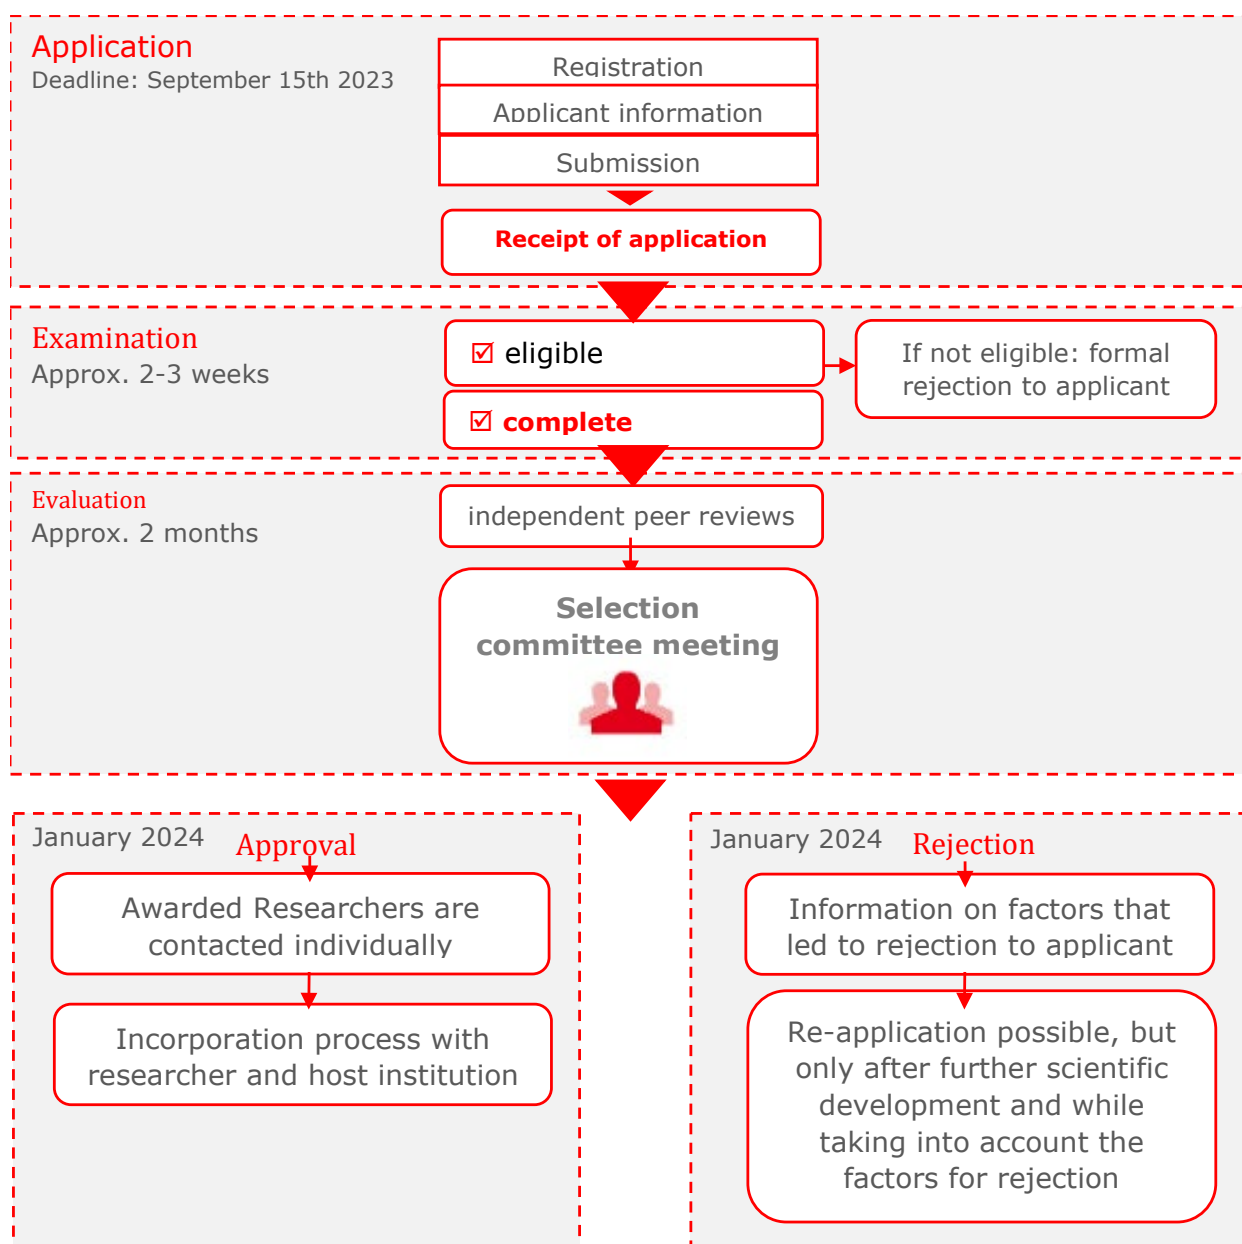 Application
Deadline: September 15th 2023
Registration
Applicant information
Submission
Receipt of application
Examination
Approx. 2-3 weeks
eligible
complete
If not eligible: formal
rejection to applicant
Evaluation
Approx. 2 months
independent peer reviews
Selection
committee meeting
January 2024
Approval
Awarded Researchers are
contacted individually
Incorporation process with
researcher and host institution
January 2024
Rejection
Information on factors that
led to rejection to applicant
Re-application possible, but
only after further scientific
development and while
taking into account the
factors for rejection